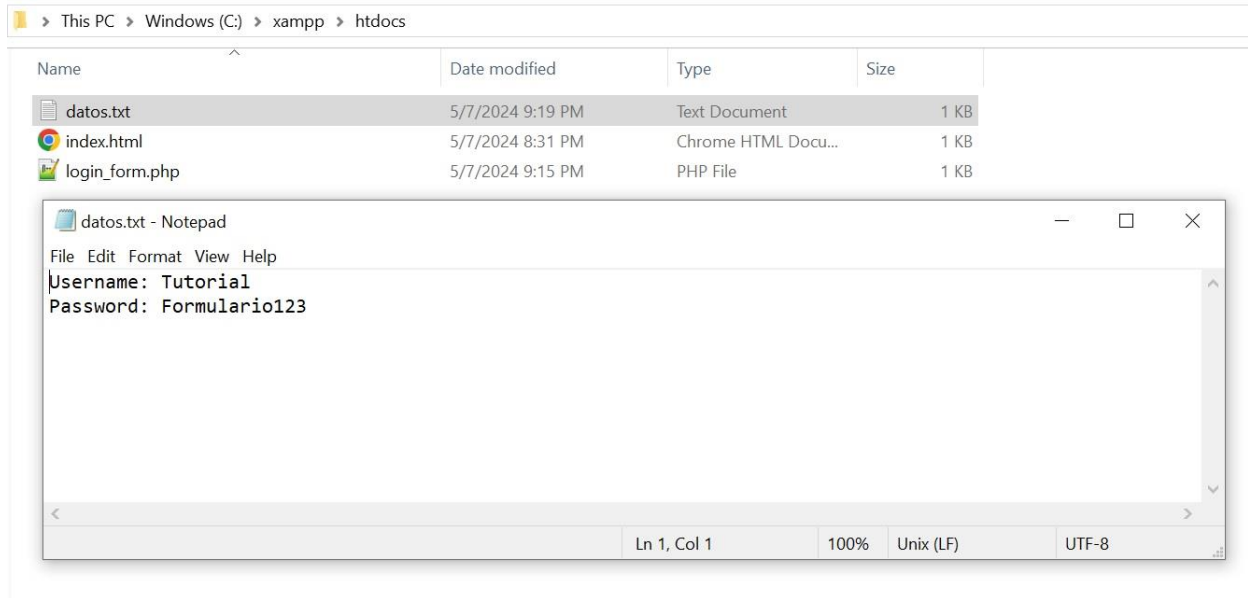 This PC > Windows (C:) > xampp > htdocs
Name Date modified Type Size
datos.txt 5/7/2024 9:19 PM Text Document 1 KB
index.html 5/7/2024 8:31 PM Chrome HTML Docu... 1 KB
login_form.php 5/7/2024 9:15 PM PHP File 1 KB
datos.txt - Notepad
File Edit Format View Help
Username: Tutorial
Password: Formulario123
Ln 1, Col 1 100% Unix (LF) UTF-8